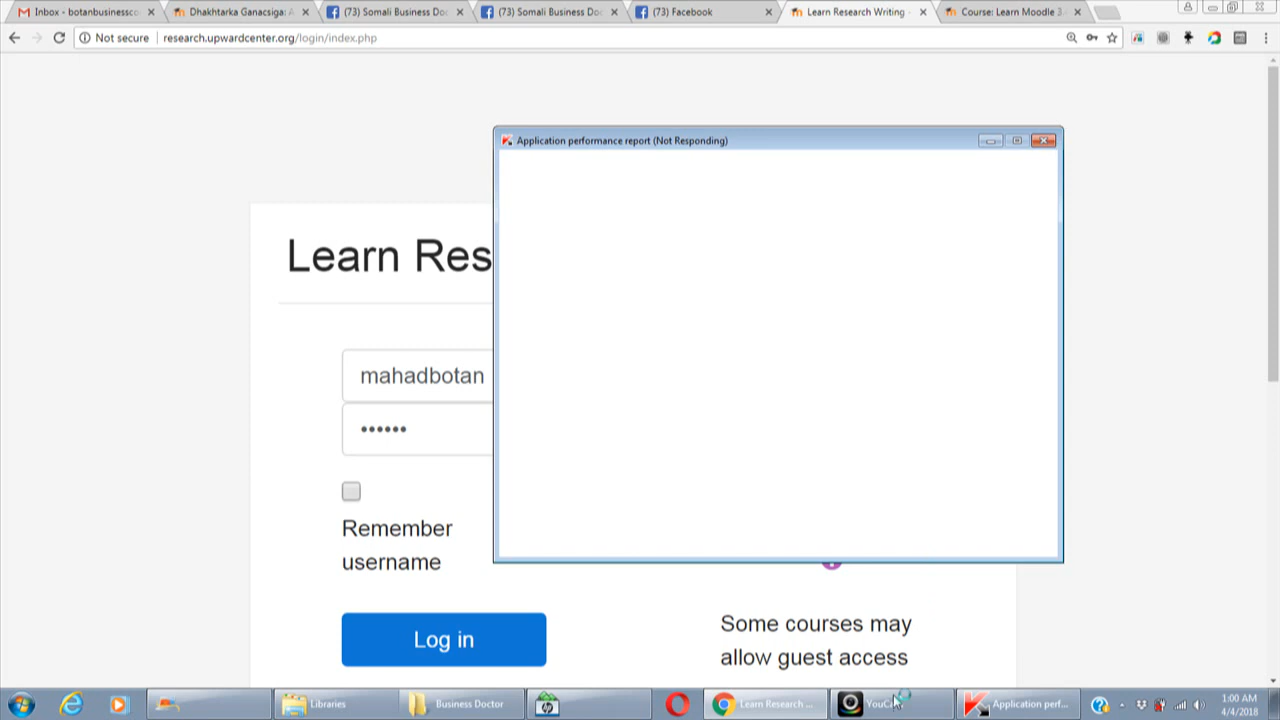 Inbox - botanbusinessco
Dhakhtarka Ganacsiga: A
(73) Somali Business Doc
(73) Somali Business Doc
(73) Facebook
Learn Research Writing
Course: Learn Moodle 3.
Not secure research.upwardcenter.org/login/index.php
Application performance report (Not Responding)
Learn Res
mahadbotan
••••••
Remember
username
Log in
Some courses may
allow guest access
Libraries
Business Doctor
Learn Research ...
Application perf...
1:00 AM
4/4/2018